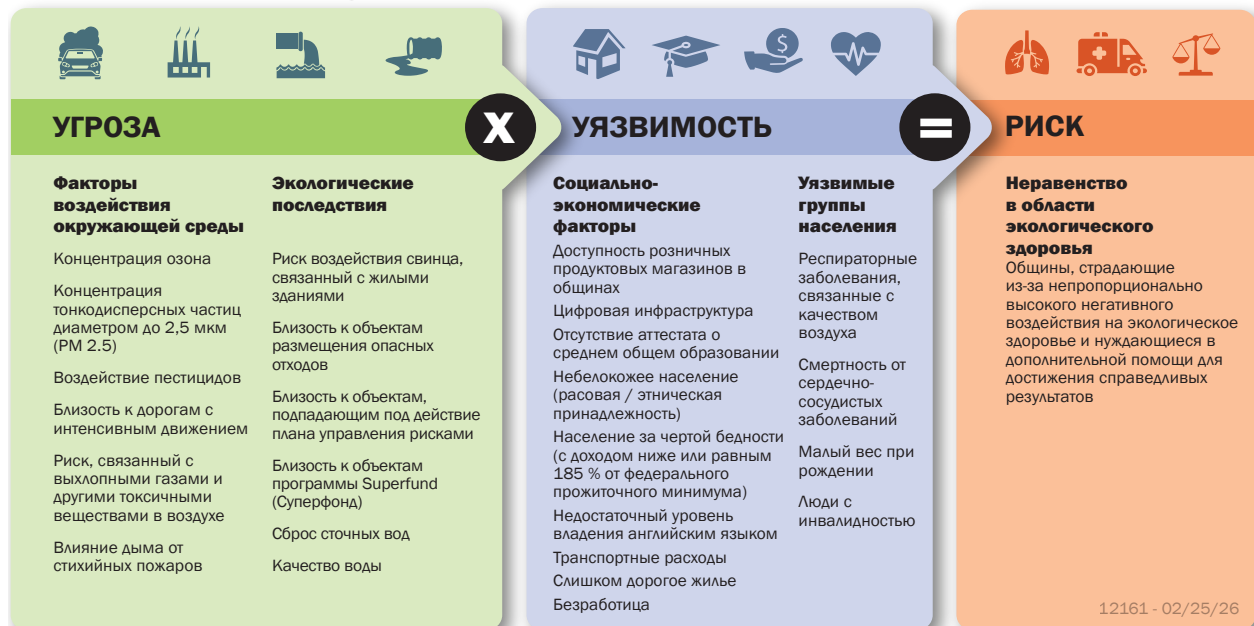 УГРОЗА
X
УЯЗВИМОСТЬ
=
РИСК
Факторы
воздействия
окружающей среды
Концентрация озона
Концентрация
тонкодисперсных частиц
диаметром до 2,5 мкм
(PM 2.5)
Воздействие пестицидов
Близость к дорогам с
интенсивным движением
Риск, связанный с
выхлопными газами и
другими токсичными
веществами в воздухе
Влияние дыма от
стихийных пожаров
Экологические
последствия
Риск воздействия свинца,
связанный с жилыми
зданиями
Близость к объектам
размещения опасных
отходов
Близость к объектам,
подпадающим под действие
плана управления рисками
Близость к объектам
программы Superfund
(Суперфонд)
Сброс сточных вод
Качество воды
Социально-
экономические
факторы
Доступность розничных
продуктовых магазинов в
общинах
Цифровая инфраструктура
Отсутствие аттестата о
среднем общем образовании
Небелокожее население
(расовая / этническая
принадлежность)
Население за чертой бедности
(с доходом ниже или равным
185 % от федерального
прожиточного минимума)
Недостаточный уровень
владения английским языком
Транспортные расходы
Слишком дорогое жилье
Безработица
Уязвимые
группы
населения
Респираторные
заболевания,
связанные с
качеством
воздуха
Смертность от
сердечно-
сосудистых
заболеваний
Малый вес при
рождении
Люди с
инвалидностью
Неравенство
в области
экологического
здоровья
Общины, страдающие
из-за непропорционально
высокого негативного
воздействия на экологическое
здоровье и нуждающиеся в
дополнительной помощи для
достижения справедливых
результатов
12161 - 02/25/26
$